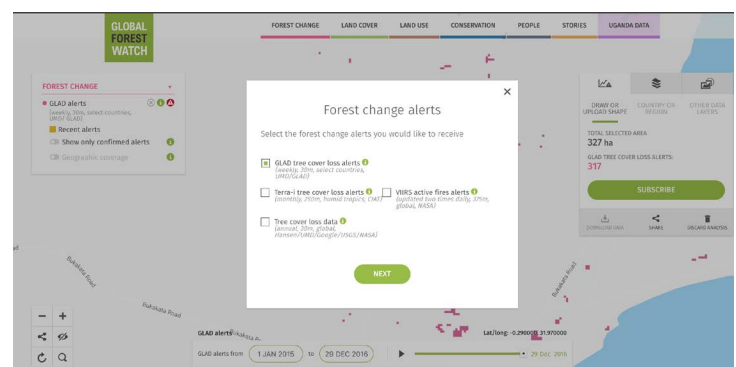 GLOBAL
FOREST
WATCH
FOREST CHANGE
LAND COVER
LAND USE
CONSERVATION
PEOPLE
STORIES
UGANDA DATA
FOREST CHANGE
GLAD alerts
(weekly, 30m, select countries,
UMD/ GLAD)
Recent alerts
Show only confirmed alerts
Geographic coverage
Forest change alerts
Select the forest change alerts you would like to receive
GLAD tree cover loss alerts
(weekly, 30m, select countries,
UMD/GLAD)
Terra-i tree cover loss alerts
(monthly, 250m, humid tropics, CIAT)
VIIRS active fires alerts
(updated two times daily, 375m,
global, NASA)
Tree cover loss data
(annual, 30m, global,
Hansen/UMD/Google/USGS/NASA)
NEXT
DRAW OR
UPLOAD SHAPE
COUNTRY OR
REGION
OTHER DATA
LAYERS
TOTAL SELECTED AREA
327 ha
GLAD TREE COVER LOSS ALERTS:
317
SUBSCRIBE
DOWNLOAD DATA
SHARE
DISCARD ANALYSIS
Bukakata Road
Bukakata Road
Bukakata Road
GLAD alerts
Lat/long: -0.290000, 31.970000
GLAD alerts from
1 JAN 2015
to
29 DEC 2016
29 Dec 2016